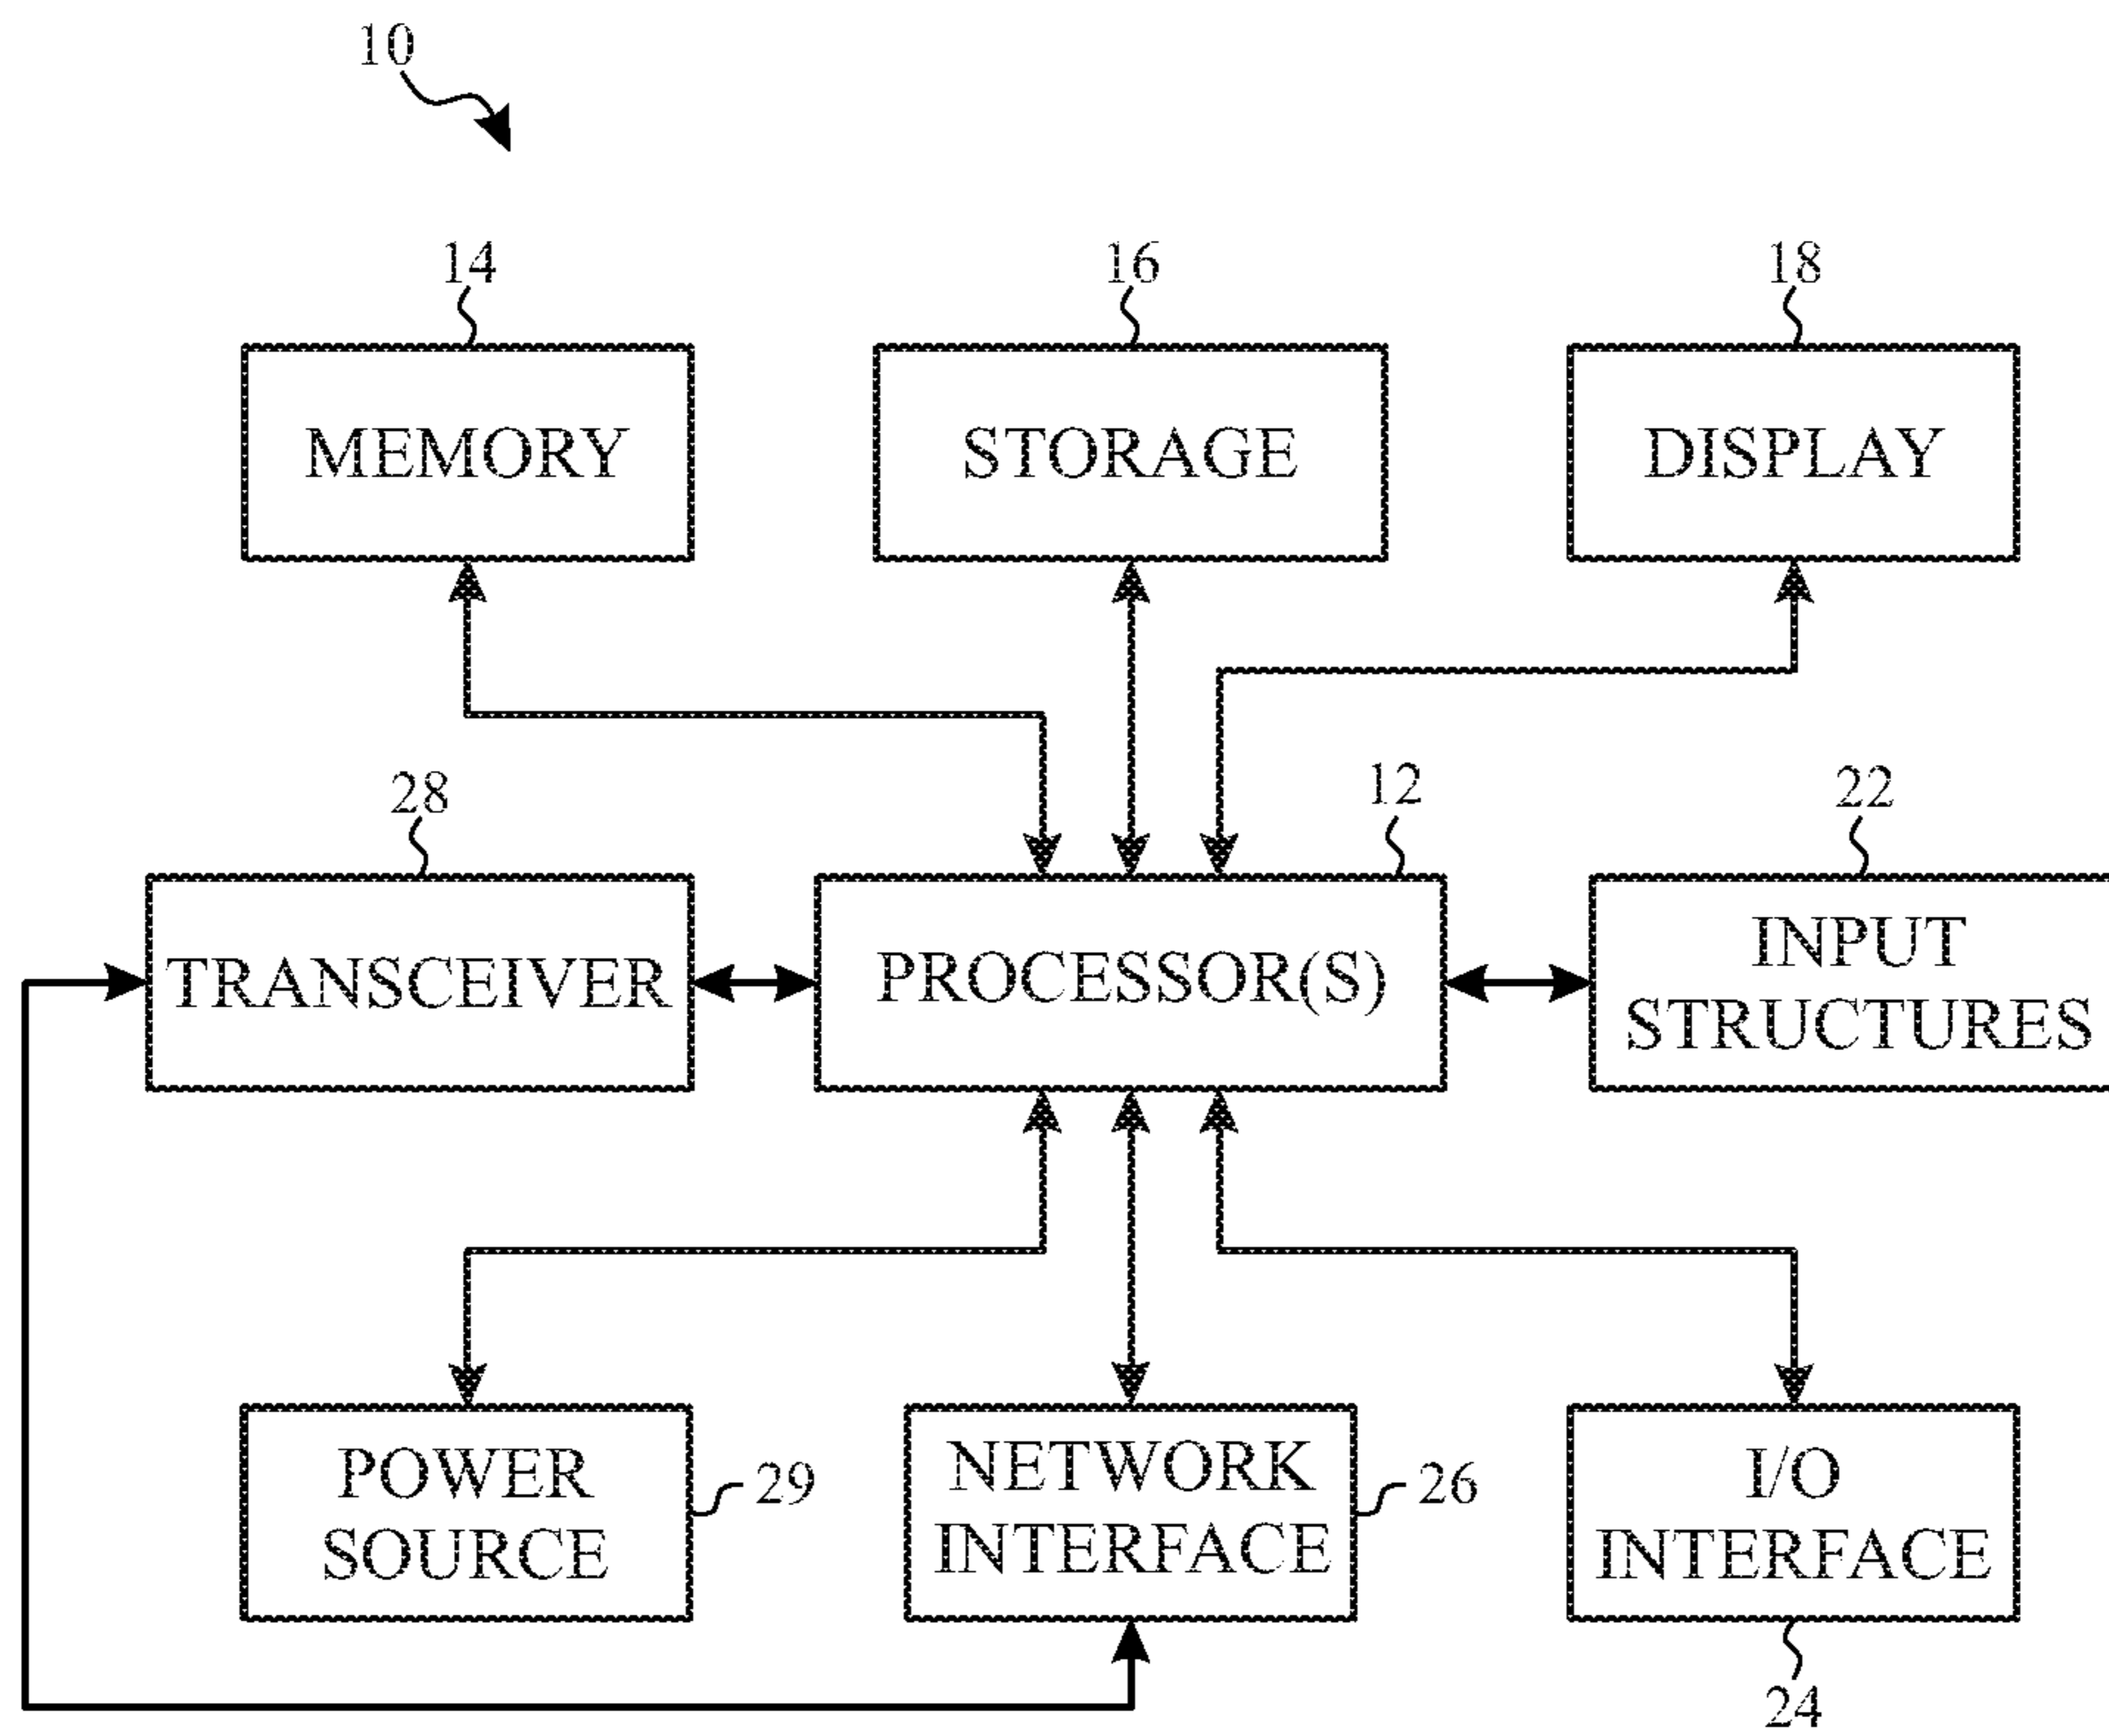 10
14
16
18
MEMORY
STORAGE
DISPLAY
28
12
22
TRANSCEIVER
PROCESSOR(S)
INPUT
STRUCTURES
POWER
SOURCE
29
NETWORK
INTERFACE
26
I/O
INTERFACE
24